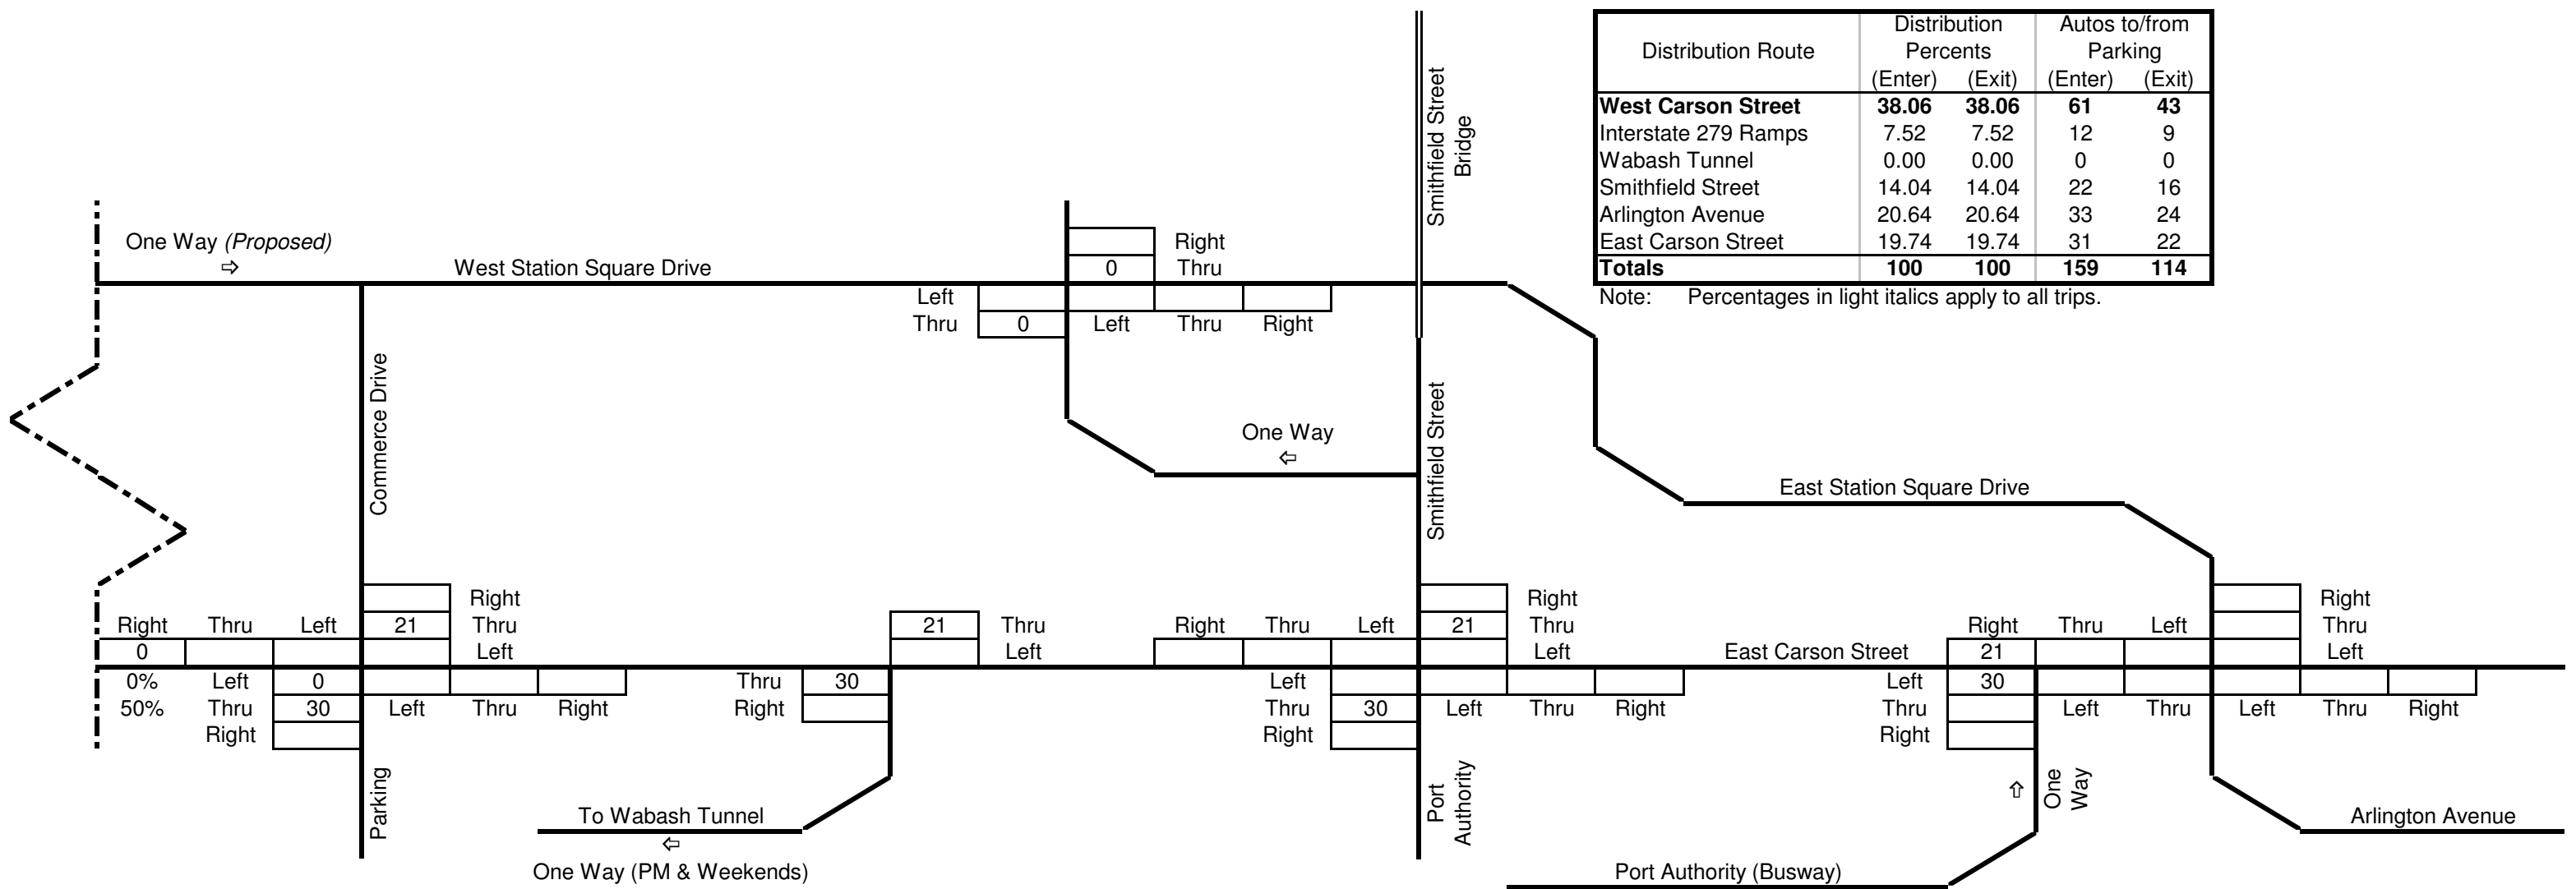 Distribution Autos to/from
Distribution Route Percents Parking
(Enter) (Exit) (Enter) (Exit)
West Carson Street 38.06 38.06 61 43
Interstate 279 Ramps 7.52 7.52 12 9
Wabash Tunnel 0.00 0.00 0 0
Smithfield Street 14.04 14.04 22 16
Arlington Avenue 20.64 20.64 33 24
East Carson Street 19.74 19.74 31 22
Totals 100 100 159 114
Note: Percentages in light italics apply to all trips.
Smithfield Street
Bridge
One Way (Proposed)
⇨
West Station Square Drive
Right
0 Thru
Left
Thru 0 Left Thru Right
Commerce Drive
One Way
⇦
Smithfield Street
East Station Square Drive
Right
Right Thru Left 21 Thru
0 Left
0% Left 0
50% Thru 30 Left Thru Right
Right
Parking
21 Thru
Left
Thru 30
Right
To Wabash Tunnel
⇦
One Way (PM & Weekends)
Right
Right Thru Left 21 Thru
Left
Left
Thru 30 Left Thru Right
Right
Port
Authority
East Carson Street
Right
Right Thru Left Thru
21 Left
Left 30
Thru Left Thru Left Thru Right
Right
⇧
One
Way
Arlington Avenue
Port Authority (Busway)